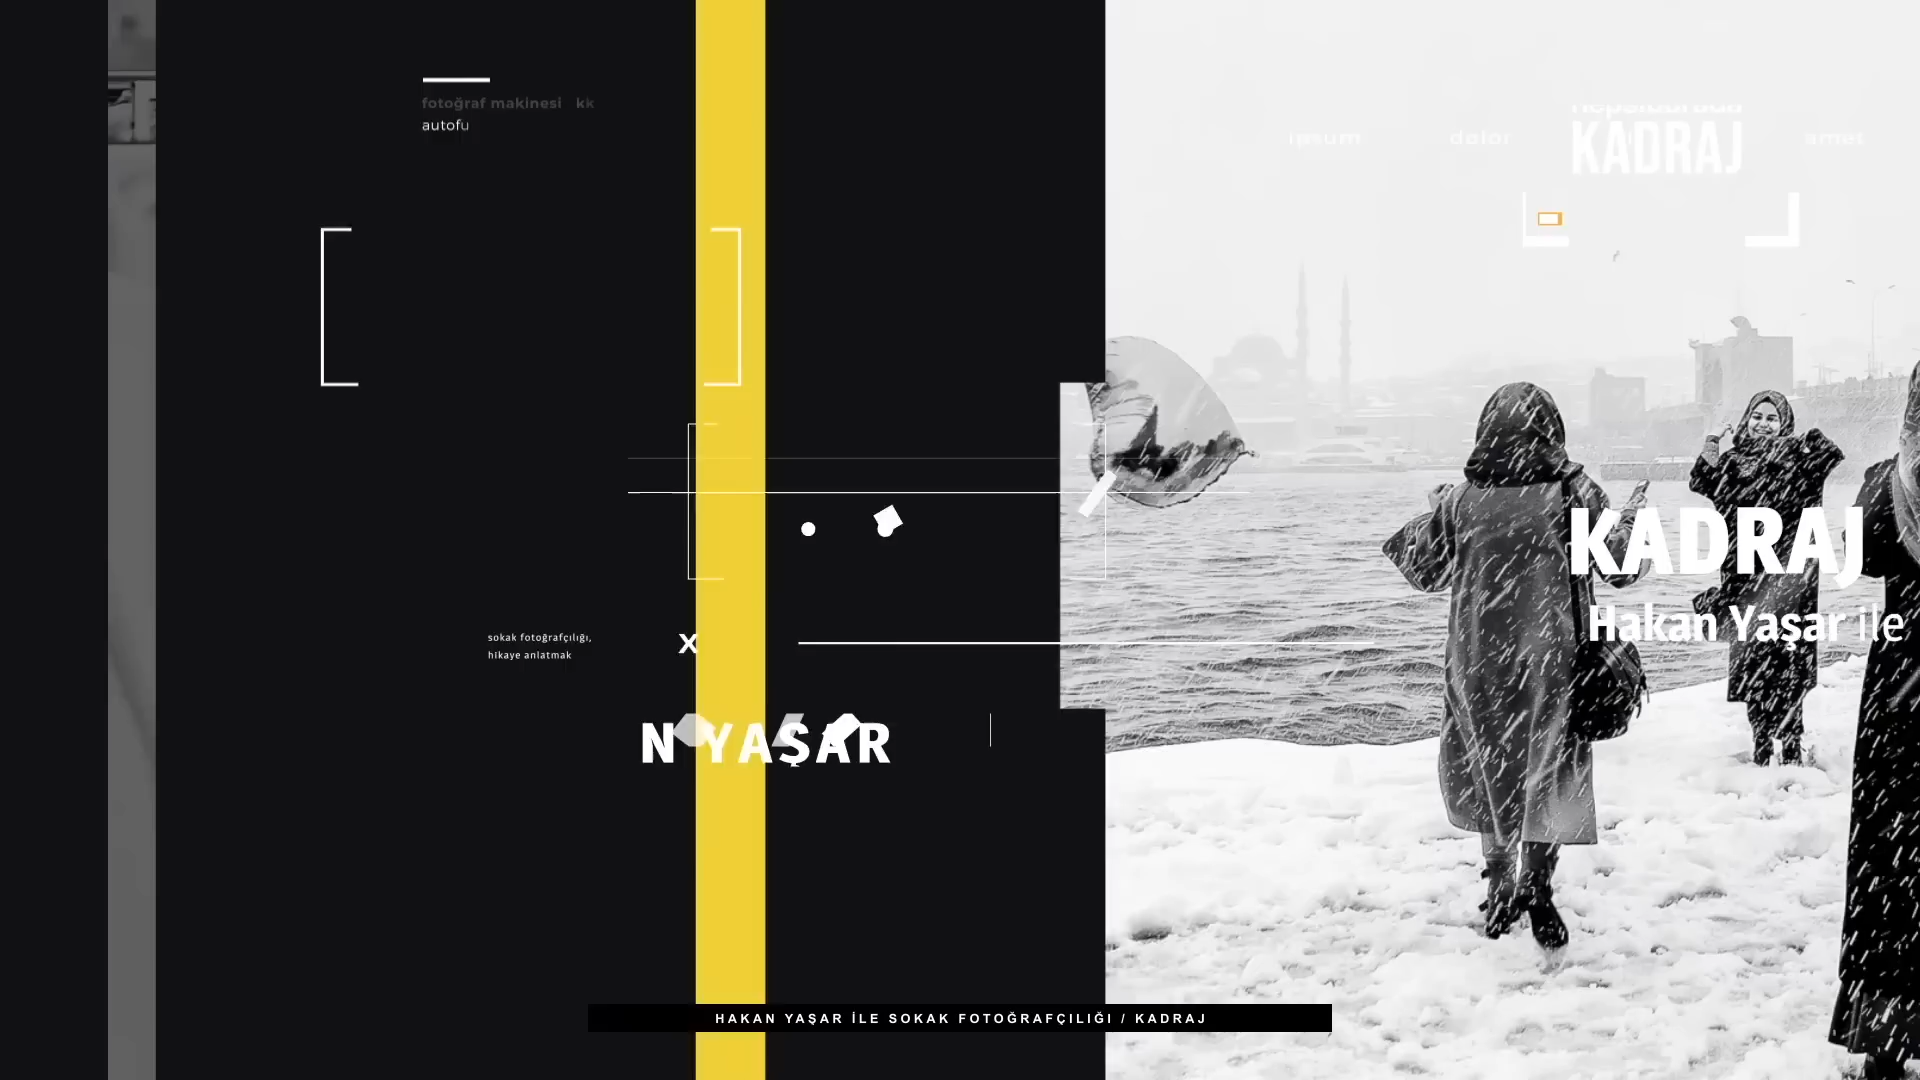 fotoğraf makinesi kk
autofu
ipsum dolor amet
KADRAJ
KADRAJ
Hakan Yaşar ile
sokak fotoğrafçılığı,
hikaye anlatmak
X
N YAŞAR
HAKAN YAŞAR İLE SOKAK FOTOĞRAFÇILIĞI / KADRAJ